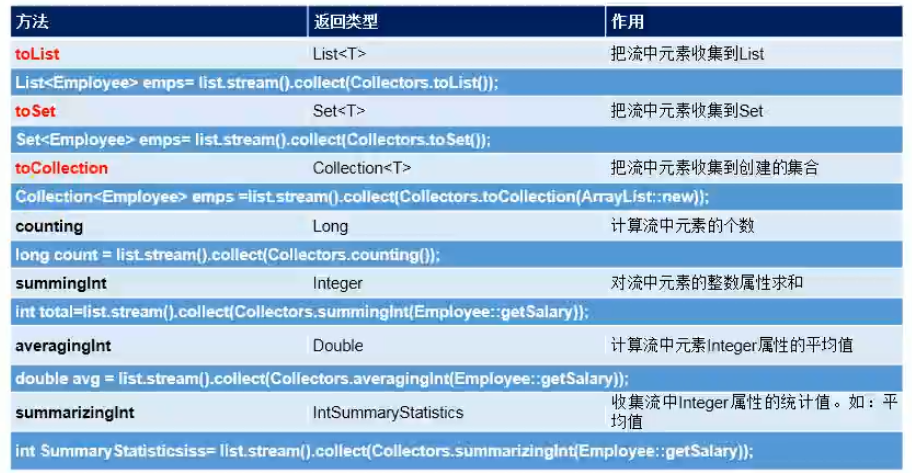 方法 返回类型 作用
toList List<T> 把流中元素收集到List
List<Employee> emps= list.stream().collect(Collectors.toList());
toSet Set<T> 把流中元素收集到Set
Set<Employee> emps= list.stream().collect(Collectors.toSet());
toCollection Collection<T> 把流中元素收集到创建的集合
Collection<Employee> emps =list.stream().collect(Collectors.toCollection(ArrayList::new));
counting Long 计算流中元素的个数
long count = list.stream().collect(Collectors.counting());
summingInt Integer 对流中元素的整数属性求和
int total=list.stream().collect(Collectors.summingInt(Employee::getSalary));
averagingInt Double 计算流中元素Integer属性的平均值
double avg = list.stream().collect(Collectors.averagingInt(Employee::getSalary));
summarizingInt IntSummaryStatistics 收集流中Integer属性的统计值。如：平
均值
int SummaryStatisticsiss= list.stream().collect(Collectors.summarizingInt(Employee::getSalary));